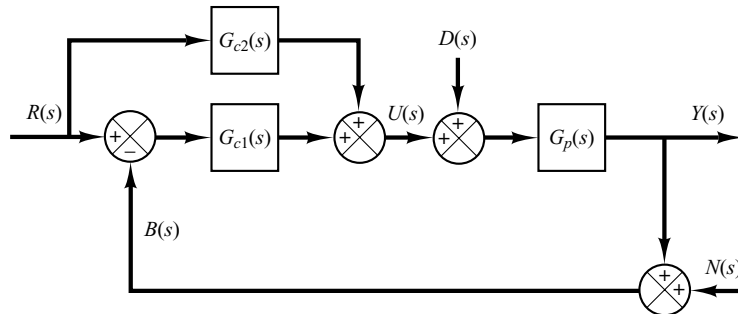 G_{c2}(s)
D(s)
R(s)
U(s)
Y(s)
+
+
+
+
+
−
G_{c1}(s)
G_p(s)
B(s)
N(s)
+
+